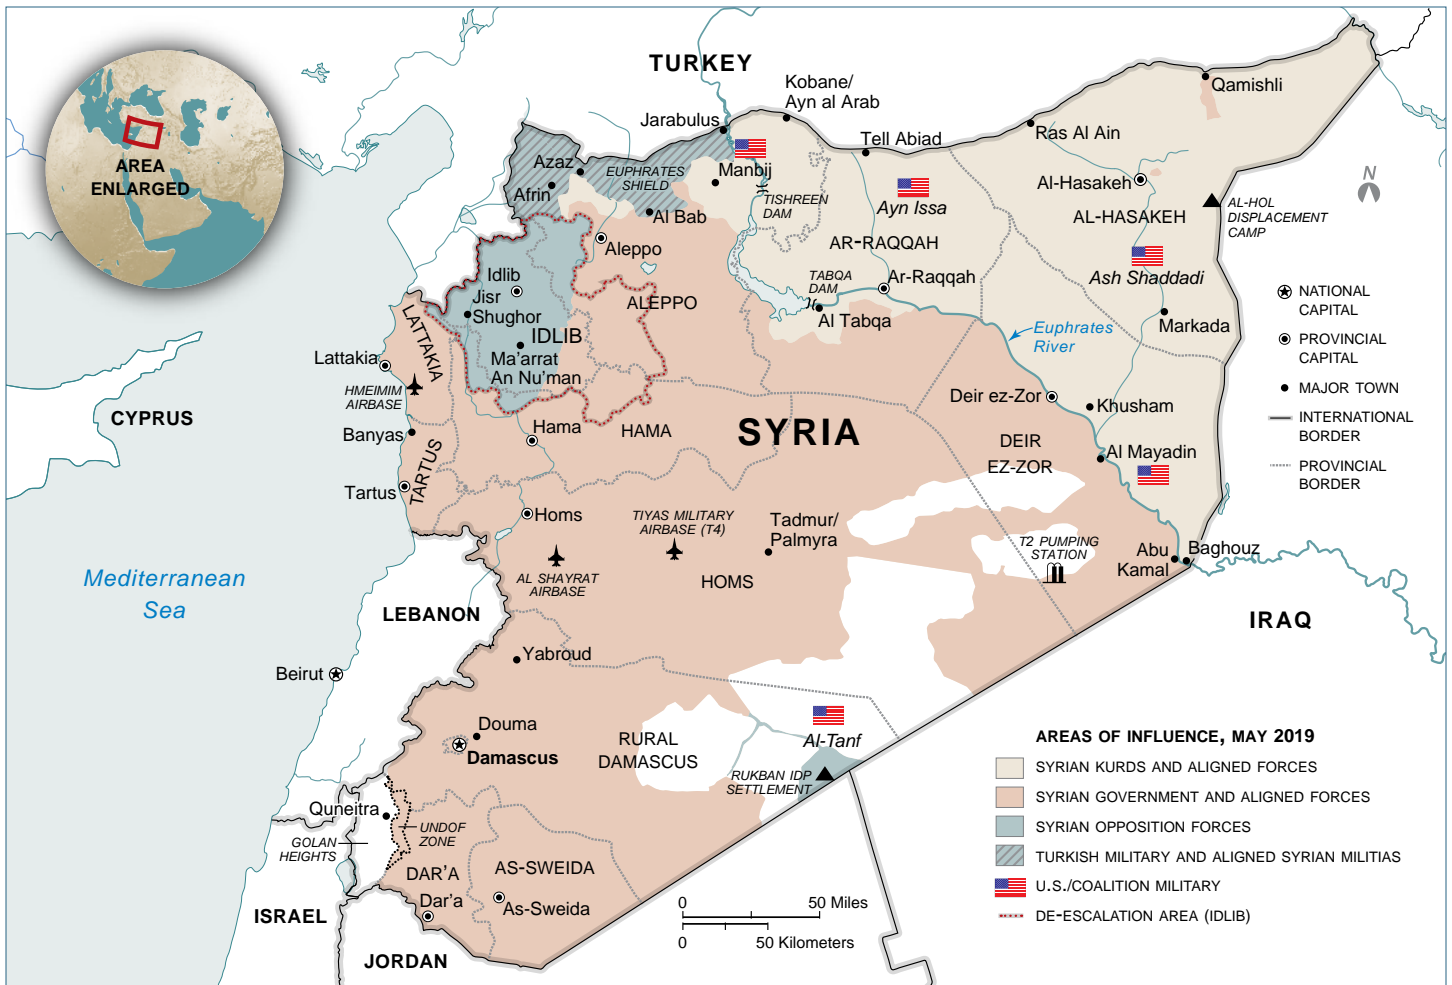 AREA
ENLARGED
TURKEY
Kobane/
Ayn al Arab
Qamishli
Jarabulus
Ras Al Ain
Tell Abiad
Azaz
EUPHRATES
SHIELD
Manbij
Afrin
TISHREEN
DAM
Ayn Issa
Al-Hasakeh
AL-HASAKEH
AL-HOL
DISPLACEMENT
CAMP
N
Al Bab
Aleppo
AR-RAQQAH
Ash Shaddadi
Idlib
Jisr
Shughor
TABQA
DAM
Ar-Raqqah
ALEPPO
Al Tabqa
Euphrates
River
Markada
IDLIB
Ma'arrat
An Nu'man
LATTAKIA
Lattakia
HMEIMIM
AIRBASE
CYPRUS
Banyas
Hama
HAMA
SYRIA
Deir ez-Zor
Khusham
DEIR
EZ-ZOR
Al Mayadin
TARTUS
Tartus
Homs
TIYAS MILITARY
AIRBASE (T4)
Tadmur/
Palmyra
AL SHAYRAT
AIRBASE
HOMS
T2 PUMPING
STATION
Abu
Kamal
Baghouz
Mediterranean
Sea
LEBANON
IRAQ
Beirut
Yabroud
Douma
Damascus
RURAL
DAMASCUS
Al-Tanf
RUKBAN IDP
SETTLEMENT
Quneitra
UNDOF
ZONE
GOLAN
HEIGHTS
DAR'A
AS-SWEIDA
Dar'a
As-Sweida
ISRAEL
JORDAN
0 50 Miles
0 50 Kilometers
NATIONAL
CAPITAL
PROVINCIAL
CAPITAL
MAJOR TOWN
INTERNATIONAL
BORDER
PROVINCIAL
BORDER
AREAS OF INFLUENCE, MAY 2019
SYRIAN KURDS AND ALIGNED FORCES
SYRIAN GOVERNMENT AND ALIGNED FORCES
SYRIAN OPPOSITION FORCES
TURKISH MILITARY AND ALIGNED SYRIAN MILITIAS
U.S./COALITION MILITARY
DE-ESCALATION AREA (IDLIB)